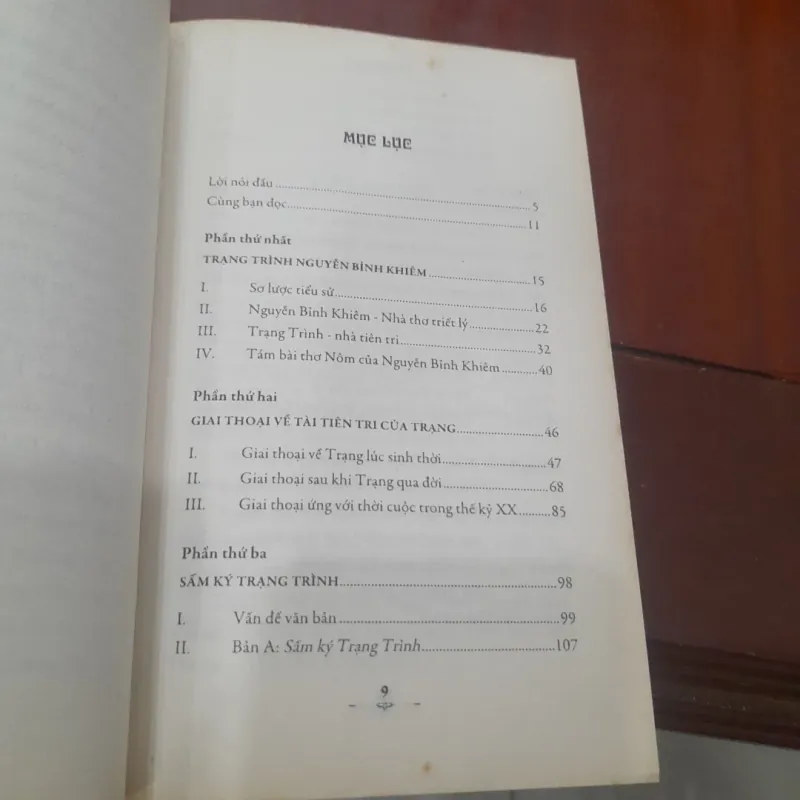 MỤC LỤC
Lời nói đầu ..... 5
Cùng bạn đọc ..... 11
Phần thứ nhất
TRẠNG TRÌNH NGUYỄN BỈNH KHIÊM ..... 15
I. Sơ lược tiểu sử ..... 16
II. Nguyễn Bỉnh Khiêm - Nhà thơ triết lý ..... 22
III. Trạng Trình - nhà tiên tri ..... 32
IV. Tám bài thơ Nôm của Nguyễn Bỉnh Khiêm ..... 40
Phần thứ hai
GIAI THOẠI VỀ TÀI TIÊN TRI CỦA TRẠNG ..... 46
I. Giai thoại về Trạng lúc sinh thời ..... 47
II. Giai thoại sau khi Trạng qua đời ..... 68
III. Giai thoại ứng với thời cuộc trong thế kỷ XX ..... 85
Phần thứ ba
SẤM KÝ TRẠNG TRÌNH ..... 98
I. Vấn đề văn bản ..... 99
II. Bản A: Sấm ký Trạng Trình ..... 107
9